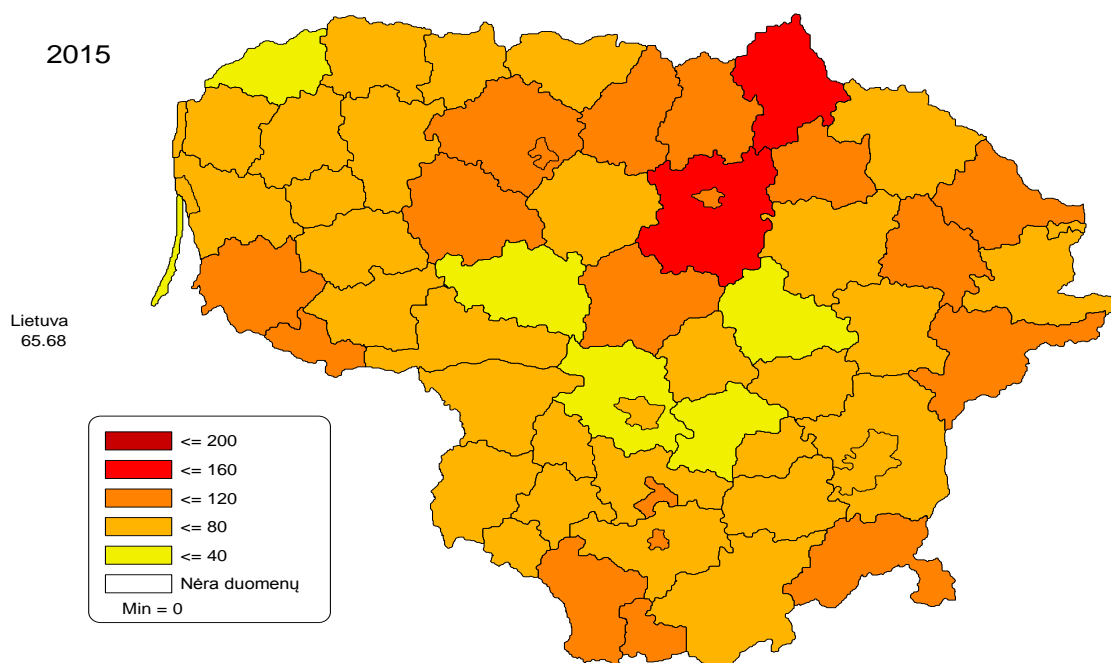 2015
Lietuva
65.68
<= 200
<= 160
<= 120
<= 80
<= 40
Nėra duomenų
Min = 0